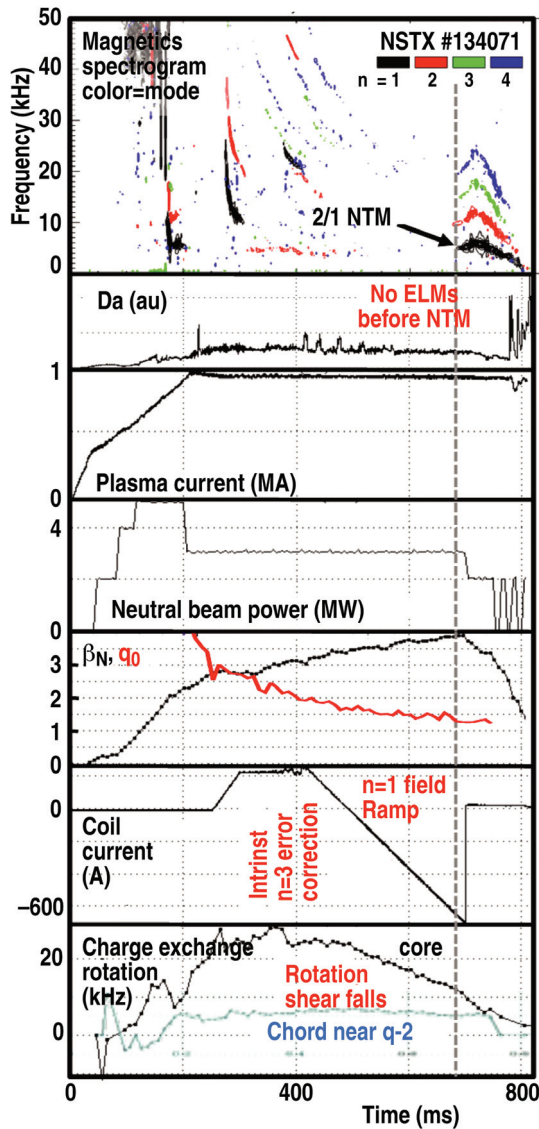 50
40
30
20
10
0
Frequency (kHz)
Magnetics
spectrogram
color=mode
NSTX #134071
n = 1 2 3 4
2/1 NTM
Da (au)
No ELMs
before NTM
1
0
Plasma current (MA)
4
0
Neutral beam power (MW)
βN, q0
3
2
1
0
0
Coil
current
(A)
−600
Intrinst
n=3 error
correction
n=1 field
Ramp
Charge exchange
rotation
(kHz)
20
0
core
Rotation
shear falls
Chord near q-2
0 400 800
Time (ms)